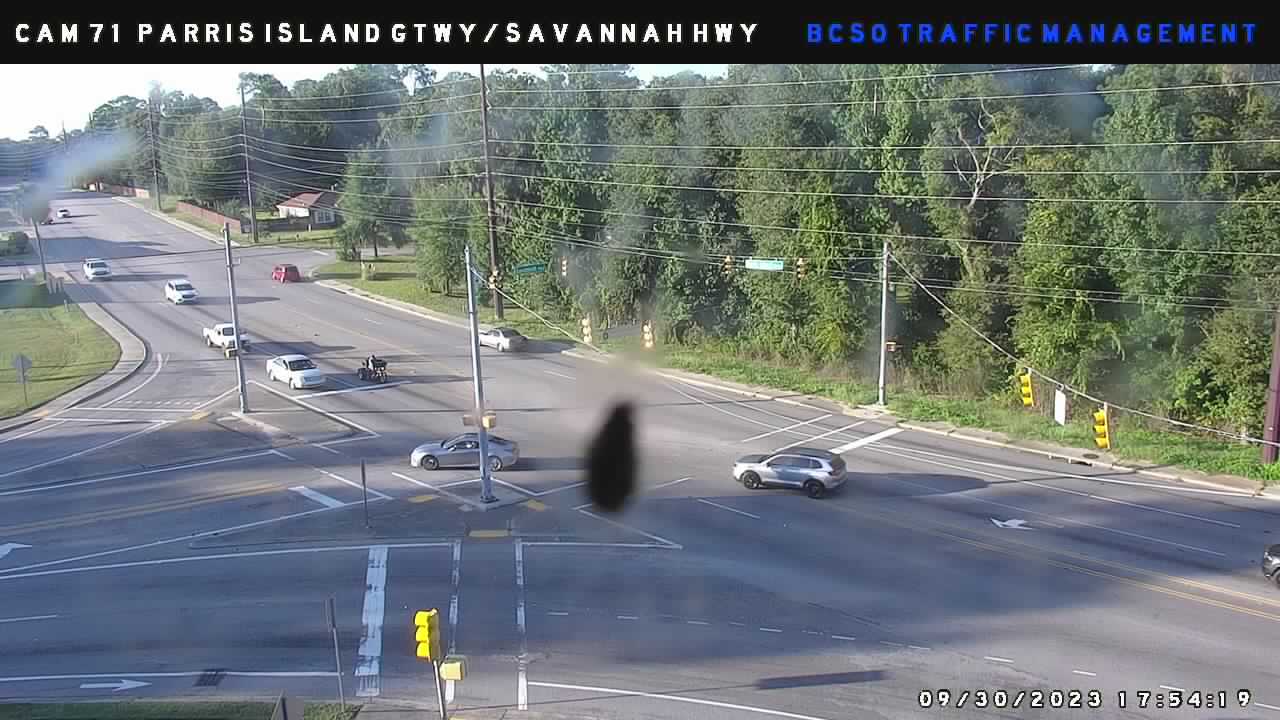 CAM 71 PARRIS ISLAND GTWY/SAVANNAH HWY BCSO TRAFFIC MANAGEMENT
09/30/2023 17:54:19